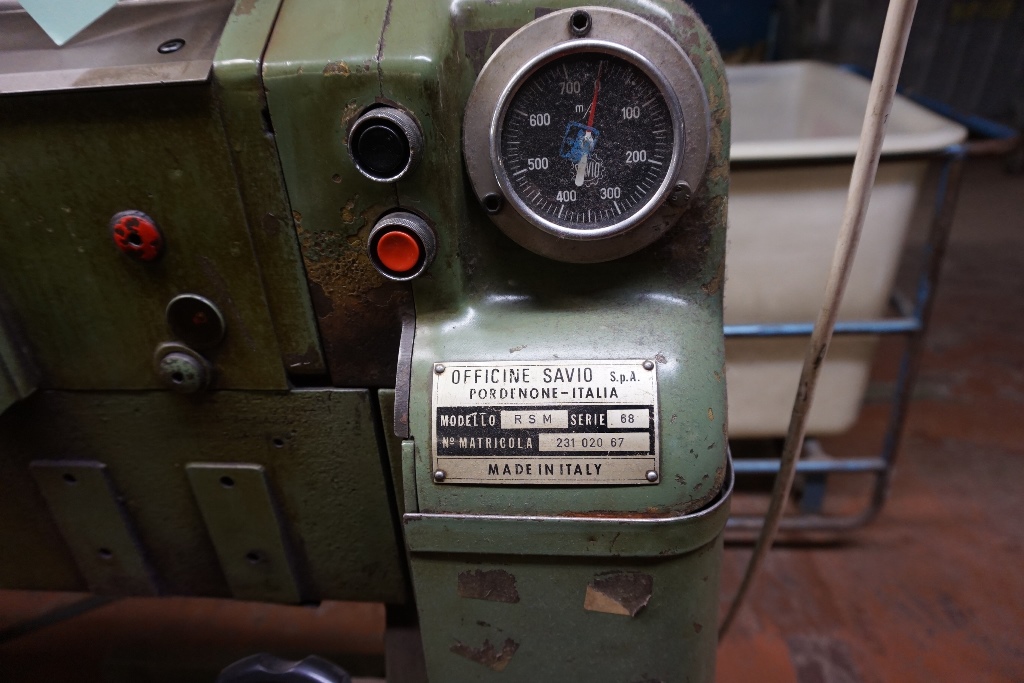 700
m
100
600
200
500
SAVIO
300
400
OFFICINE SAVIO S.p.A.
PORDENONE-ITALIA
MODELLO RSM SERIE 68
Nº MATRICOLA 231 020 67
MADE IN ITALY